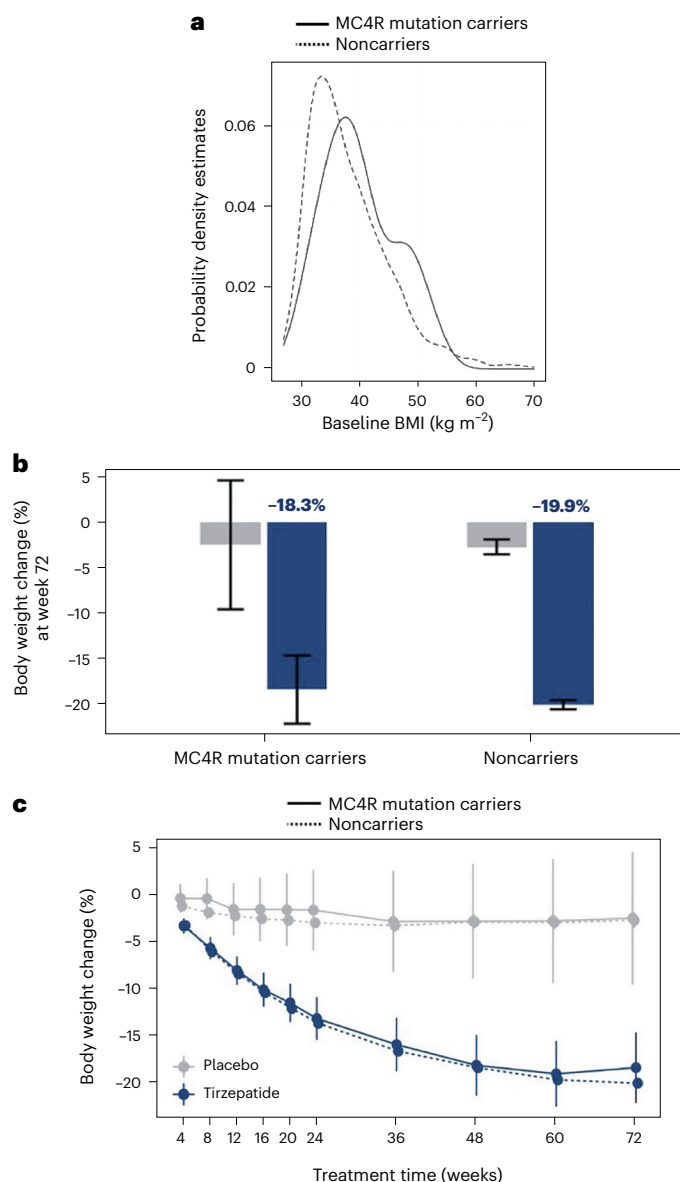 a
MC4R mutation carriers
Noncarriers
Probability density estimates
0.06
0.04
0.02
0
30 40 50 60 70
Baseline BMI (kg m⁻²)
b
Body weight change (%)
at week 72
5
0
−5
−10
−15
−20
−18.3%
−19.9%
MC4R mutation carriers
Noncarriers
c
MC4R mutation carriers
Noncarriers
Body weight change (%)
5
0
−5
−10
−15
−20
Placebo
Tirzepatide
4 8 12 16 20 24 36 48 60 72
Treatment time (weeks)